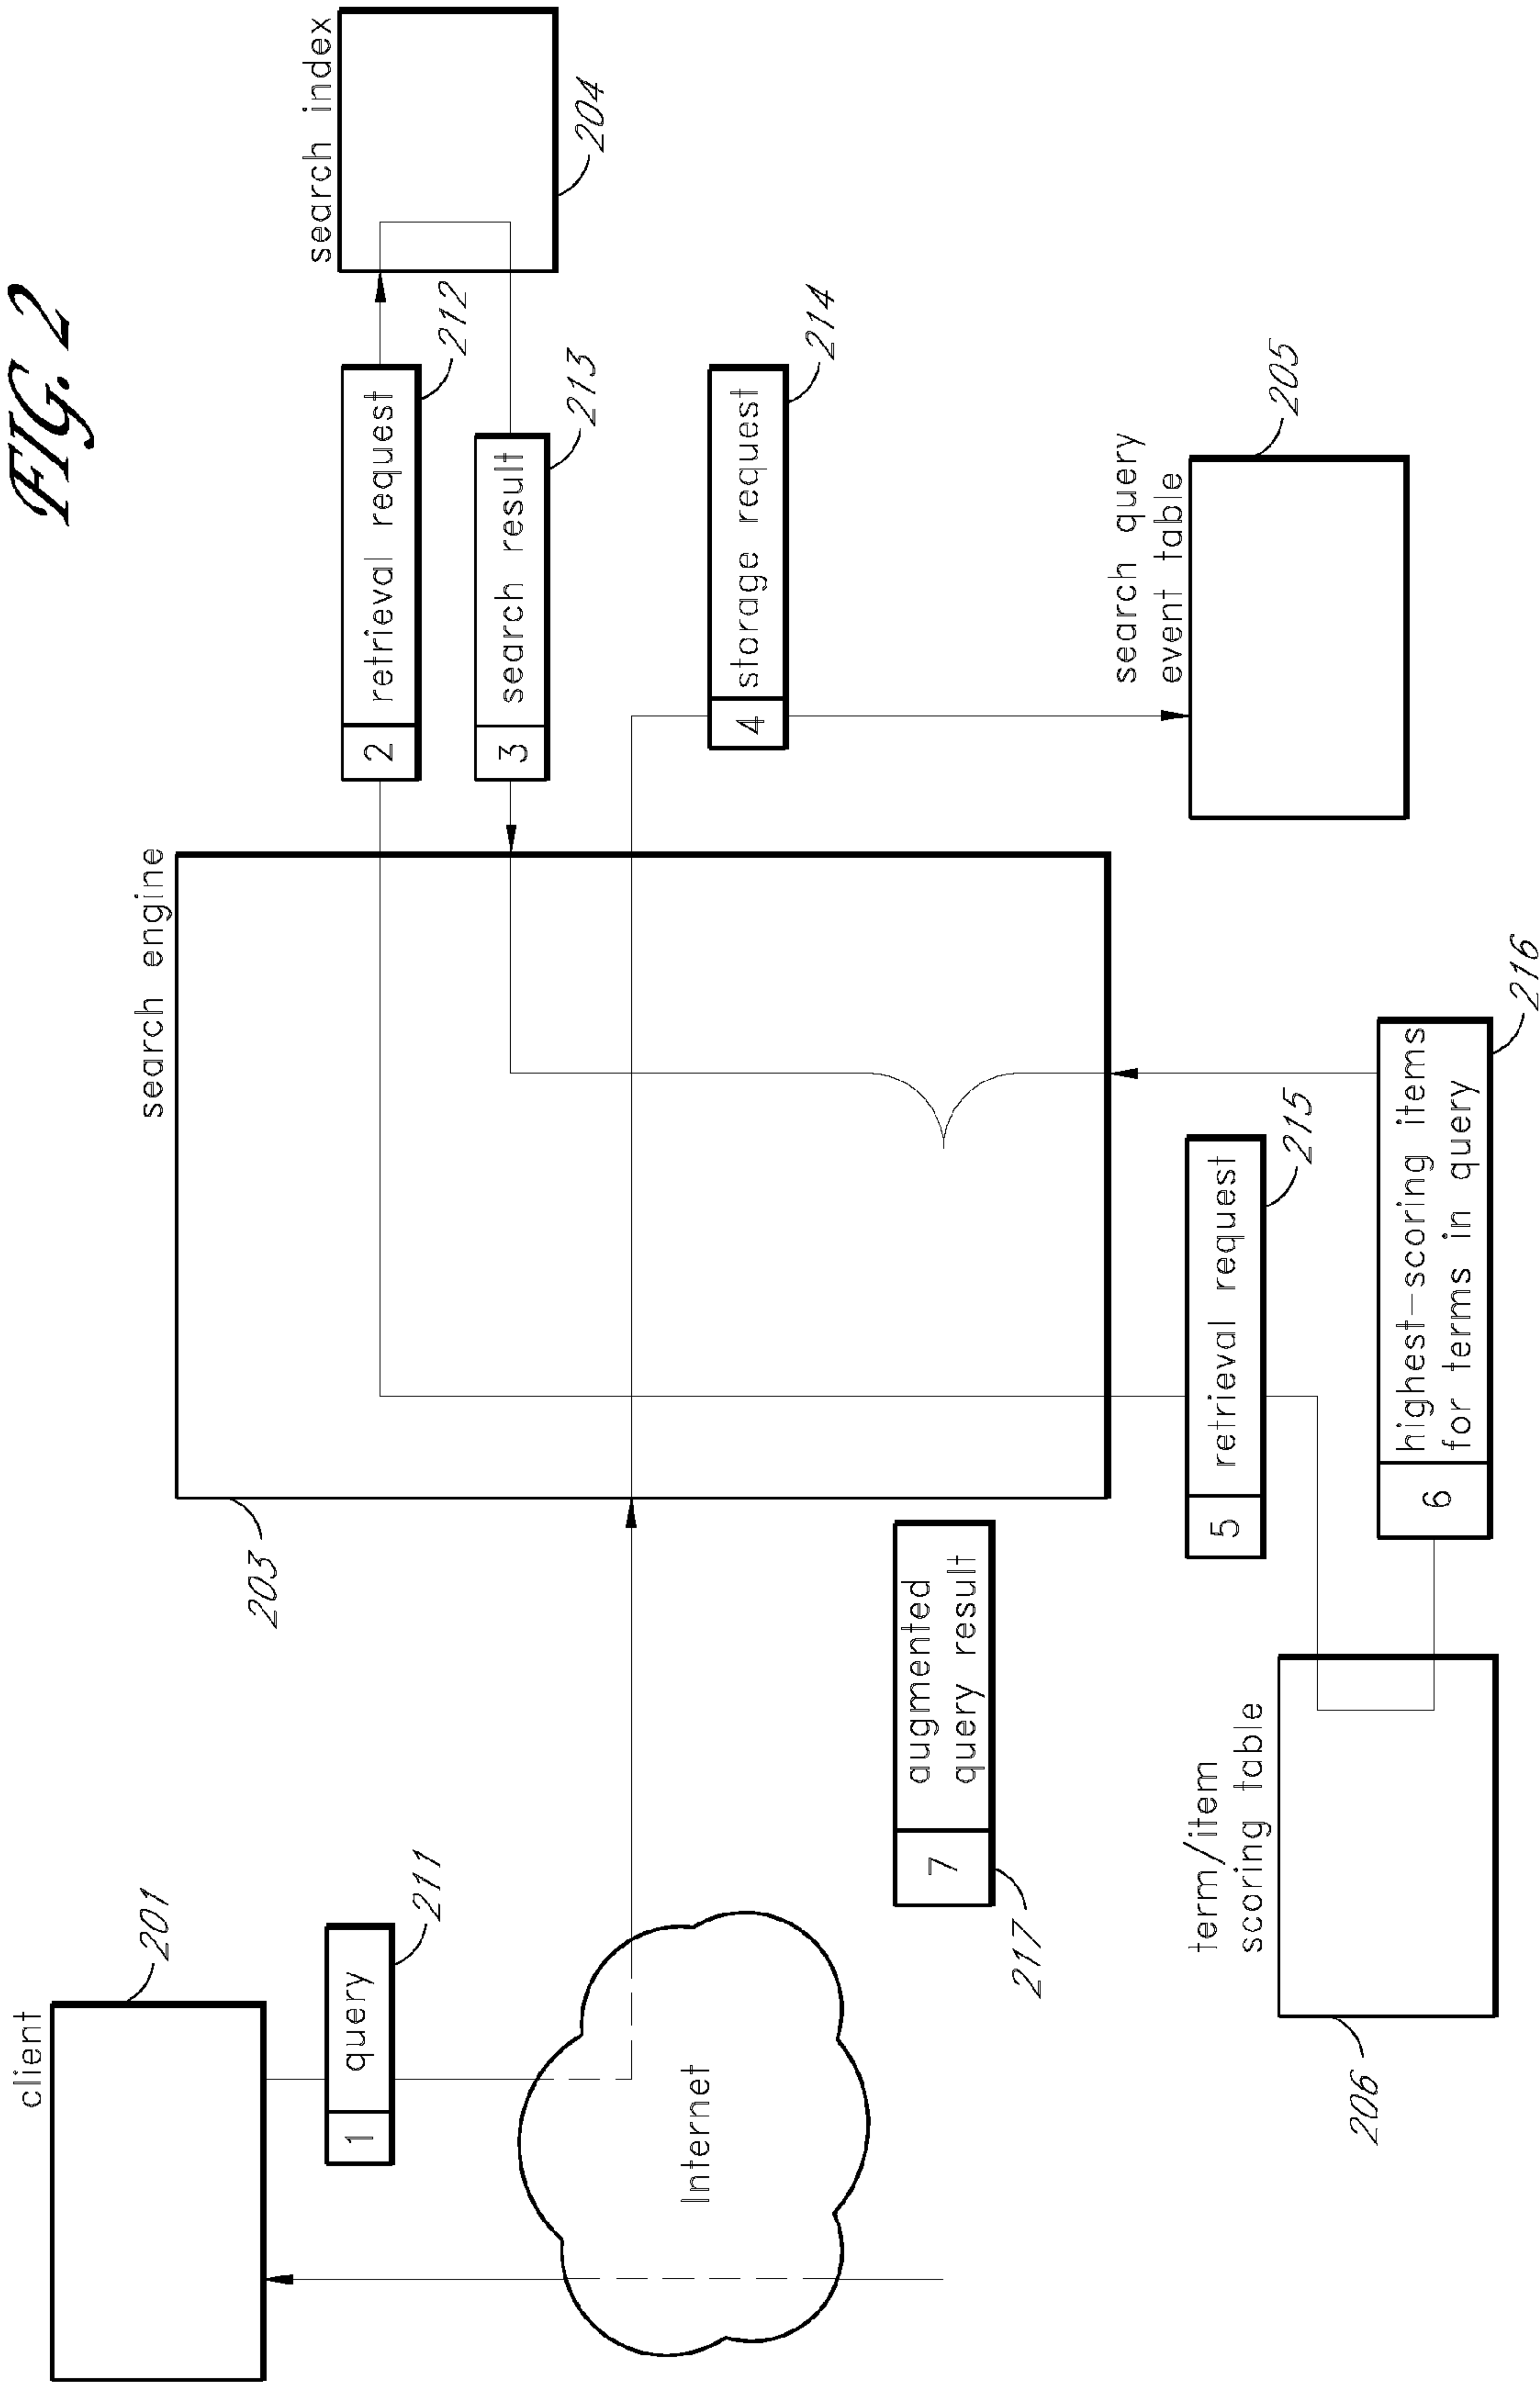 FIG. 2
client
201
1 query
211
Internet
search engine
203
2 retrieval request
212
search index
204
3 search result
213
4 storage request
214
search query
event table
205
7 augmented
query result
217
5 retrieval request
215
term/item
scoring table
206
6 highest-scoring items
for terms in query
216